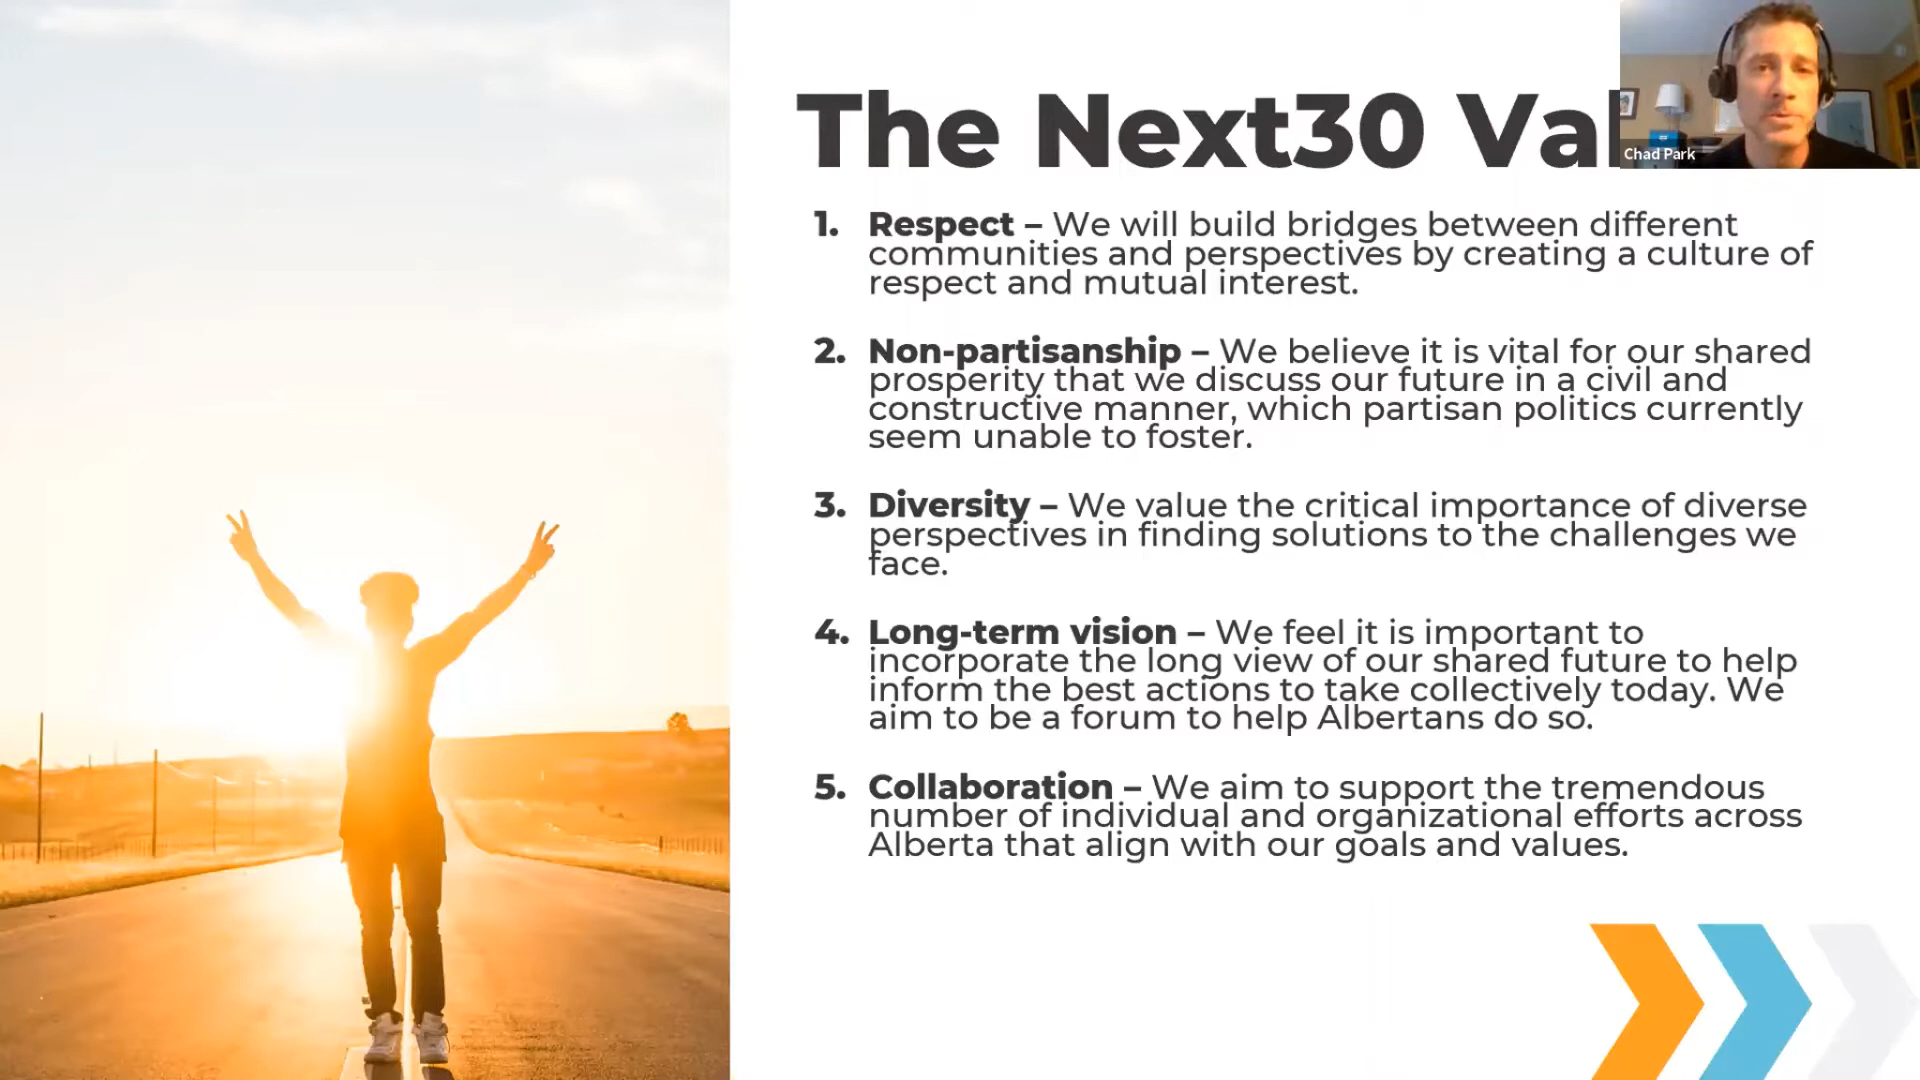 The Next30 Val
Chad Park
1. Respect – We will build bridges between different
communities and perspectives by creating a culture of
respect and mutual interest.
2. Non-partisanship – We believe it is vital for our shared
prosperity that we discuss our future in a civil and
constructive manner, which partisan politics currently
seem unable to foster.
3. Diversity – We value the critical importance of diverse
perspectives in finding solutions to the challenges we
face.
4. Long-term vision – We feel it is important to
incorporate the long view of our shared future to help
inform the best actions to take collectively today. We
aim to be a forum to help Albertans do so.
5. Collaboration – We aim to support the tremendous
number of individual and organizational efforts across
Alberta that align with our goals and values.